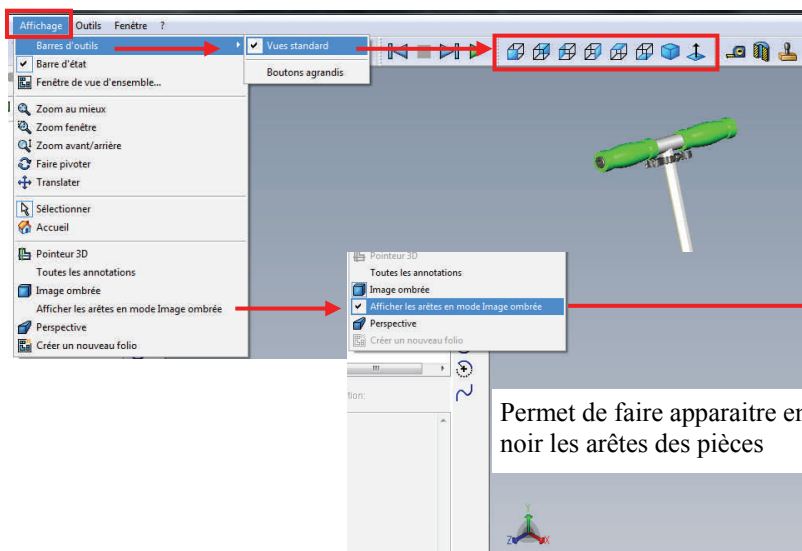 Affichage Outils Fenêtre ?
Barres d'outils
Vues standard
Boutons agrandis
Barre d'état
Fenêtre de vue d'ensemble...
Zoom au mieux
Zoom fenêtre
Zoom avant/arrière
Faire pivoter
Translater
Sélectionner
Accueil
Pointeur 3D
Toutes les annotations
Image ombrée
Afficher les arêtes en mode Image ombrée
Perspective
Créer un nouveau folio
Pointeur 3D
Toutes les annotations
Image ombrée
Afficher les arêtes en mode Image ombrée
Perspective
Créer un nouveau folio
tion:
Permet de faire apparaitre en
noir les arêtes des pièces
Y
Z X